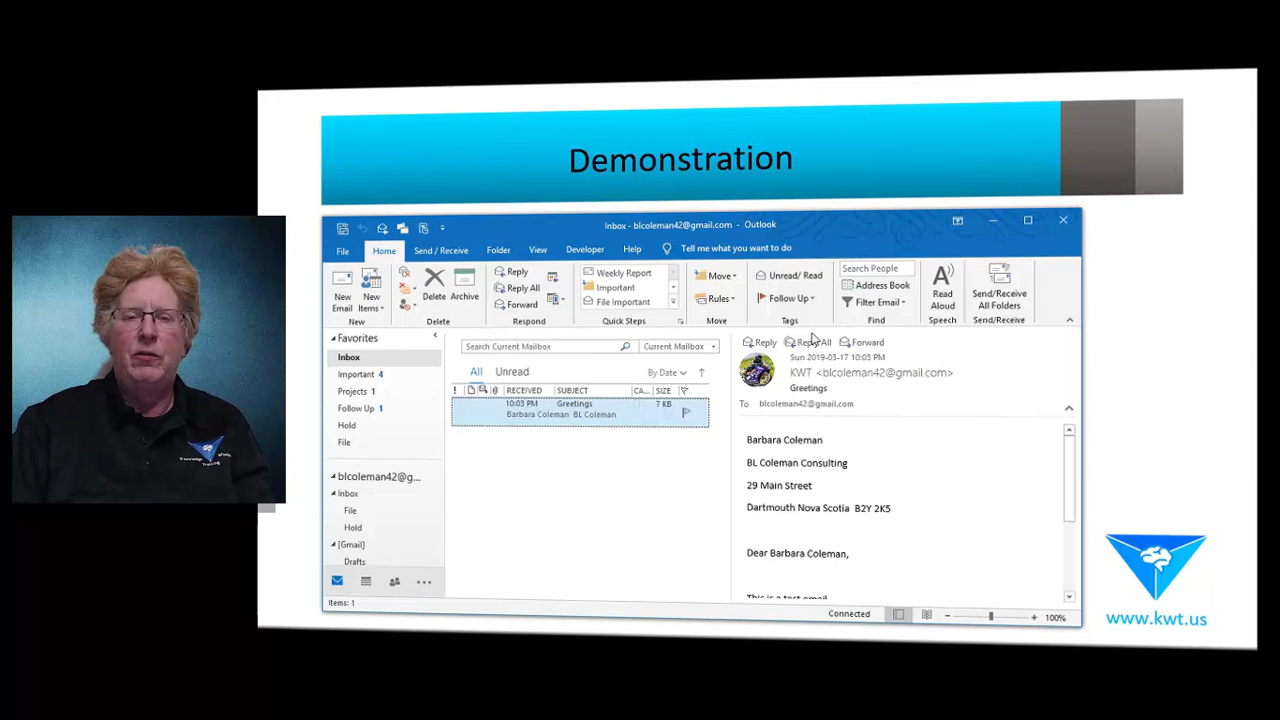 Demonstration
Inbox - blcoleman42@gmail.com - Outlook
File Home Send / Receive Folder View Developer Help Tell me what you want to do
New Email
New Items
New
Delete
Archive
Delete
Reply
Reply All
Forward
Respond
Weekly Report
Important
File Important
Quick Steps
Move
Rules
Move
Unread/ Read
Follow Up
Tags
Search People
Address Book
Filter Email
Find
Read Aloud
Speech
Send/Receive All Folders
Send/Receive
Favorites
Inbox
Important 4
Projects 1
Follow Up 1
Hold
File
blcoleman42@g...
Inbox
File
Hold
[Gmail]
Drafts
Items: 1
Search Current Mailbox Current Mailbox
All Unread By Date
! RECEIVED SUBJECT CA... SIZE
10:03 PM Greetings 7 KB
Barbara Coleman BL Coleman
Reply Reply All Forward
Sun 2019-03-17 10:03 PM
KWT <blcoleman42@gmail.com>
Greetings
To blcoleman42@gmail.com
Barbara Coleman
BL Coleman Consulting
29 Main Street
Dartmouth Nova Scotia B2Y 2K5
Dear Barbara Coleman,
This is a test email
Connected 100%
www.kwt.us